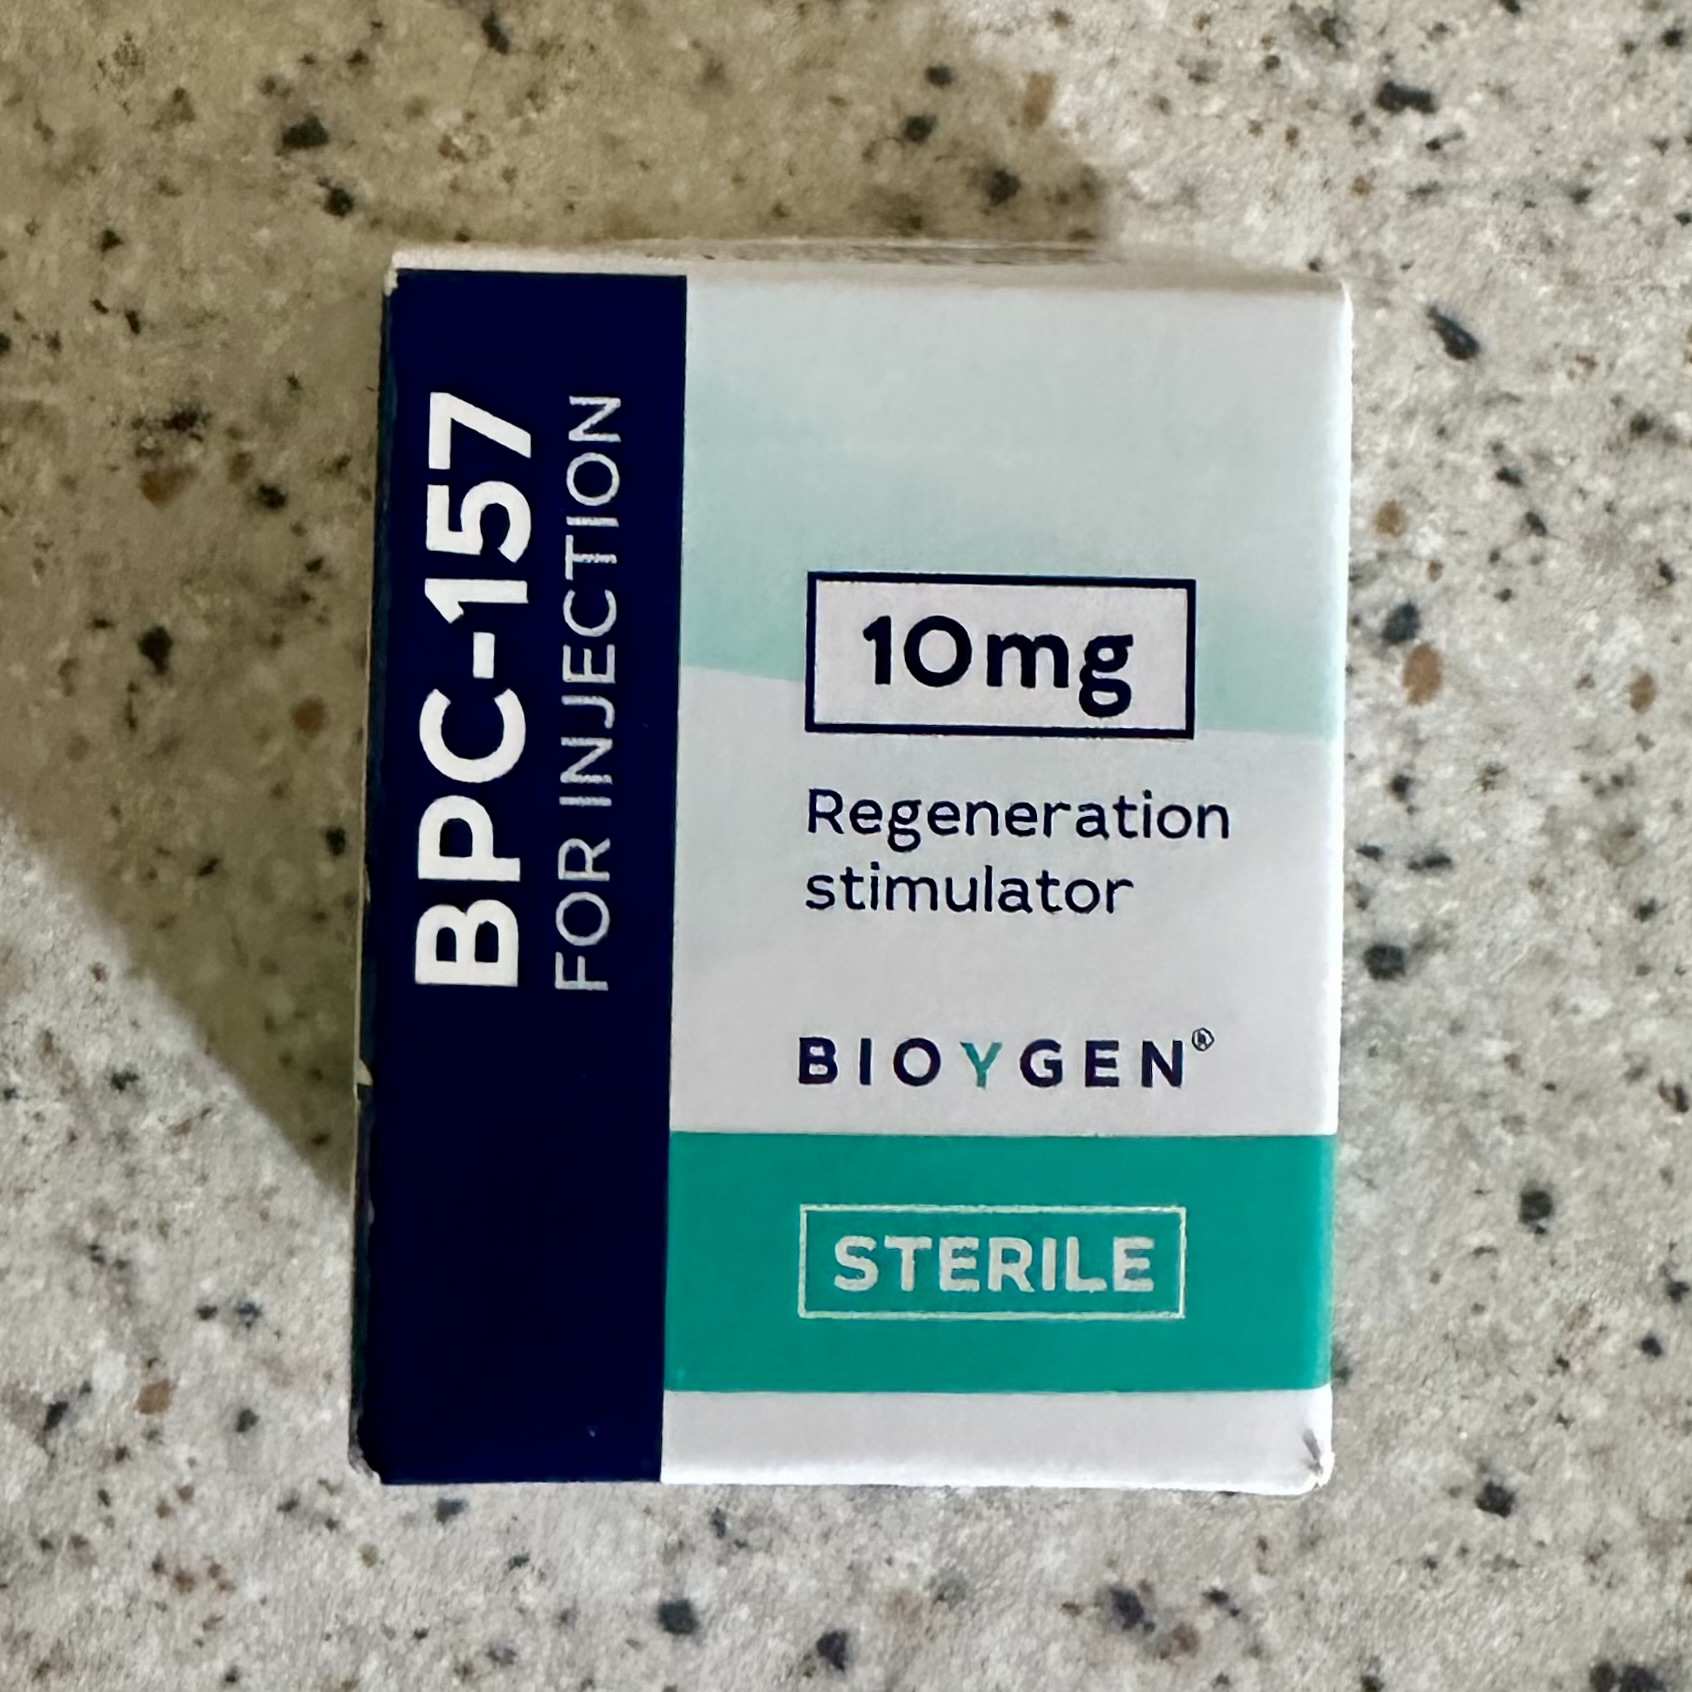 BPC-157
FOR INJECTION
10mg
Regeneration
stimulator
BIOYGEN®
STERILE